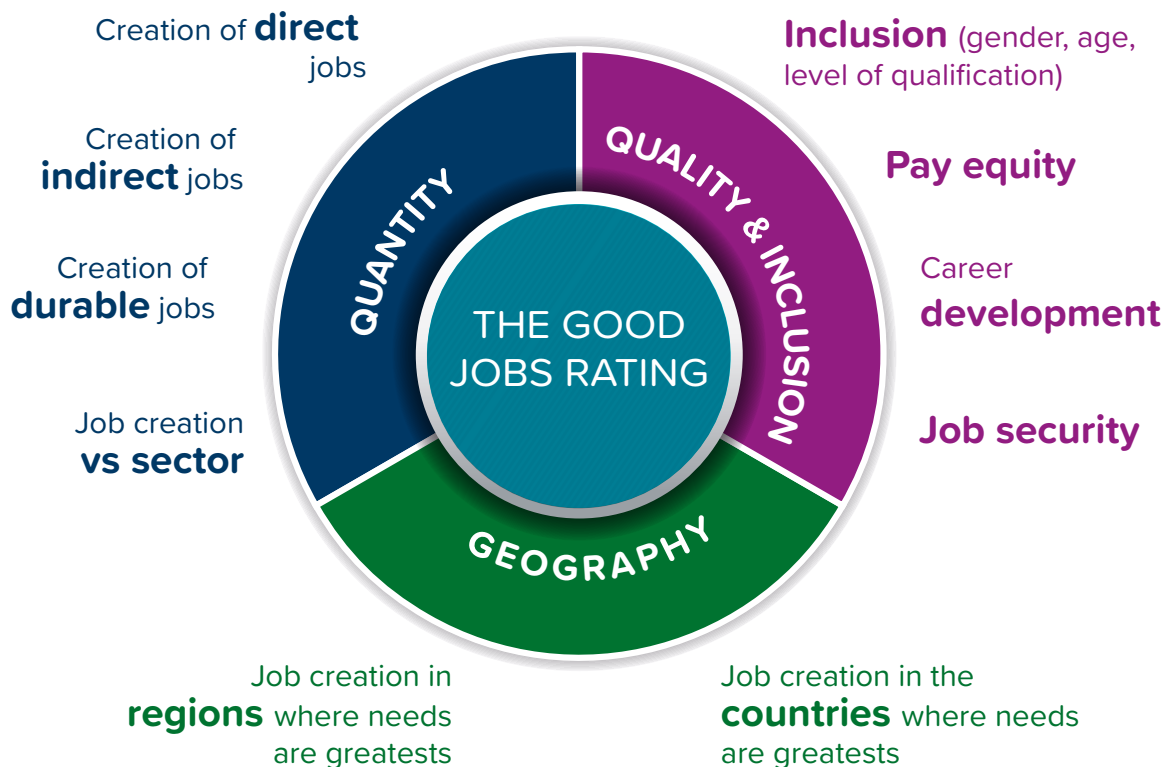 Creation of direct
jobs
Creation of
indirect jobs
Creation of
durable jobs
Job creation
vs sector
QUANTITY
QUALITY & INCLUSION
THE GOOD
JOBS RATING
GEOGRAPHY
Inclusion (gender, age,
level of qualification)
Pay equity
Career
development
Job security
Job creation in
regions where needs
are greatests
Job creation in the
countries where needs
are greatests